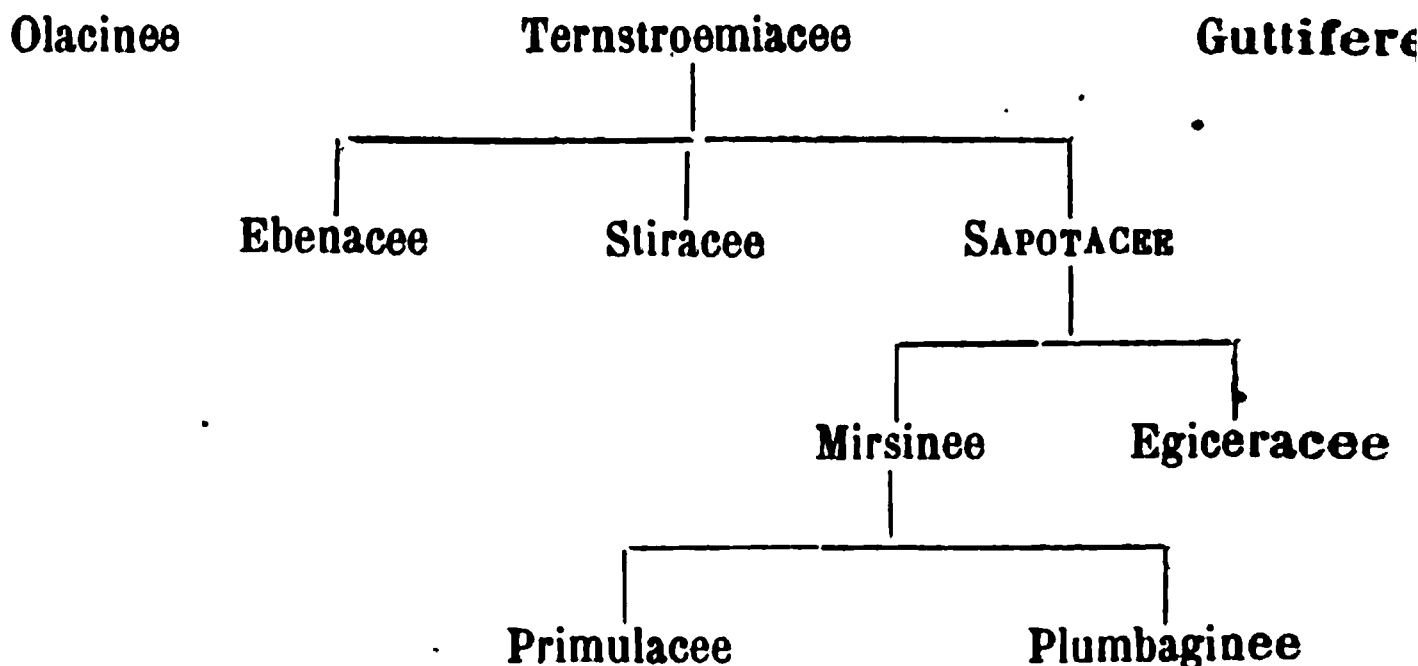 Olacinee Ternstroemiacee Guttifere
Ebenacee Stiracee SAPOTACEE
Mirsinee Egiceracee
Primulacee Plumbaginee